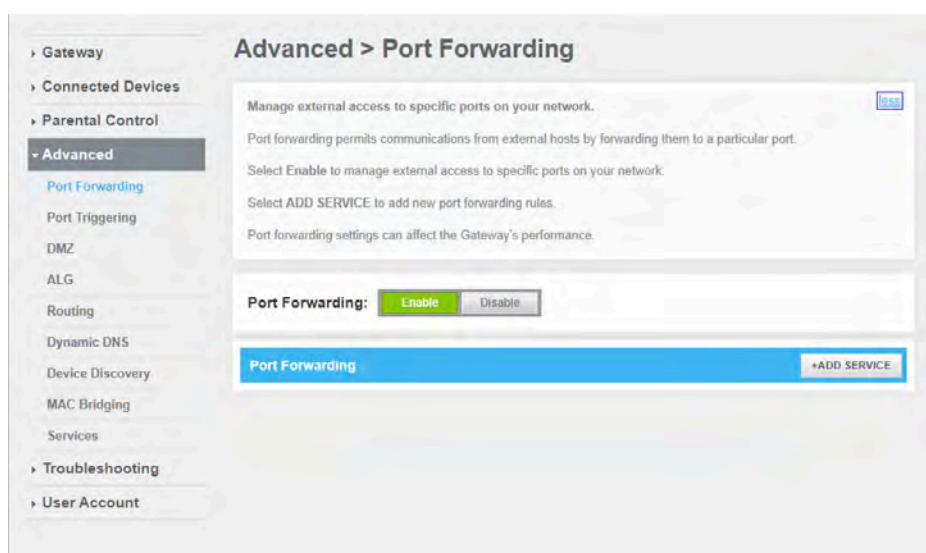 Gateway
Connected Devices
Parental Control
Advanced
Port Forwarding
Port Triggering
DMZ
ALG
Routing
Dynamic DNS
Device Discovery
MAC Bridging
Services
Troubleshooting
User Account
Advanced > Port Forwarding
Manage external access to specific ports on your network.
less
Port forwarding permits communications from external hosts by forwarding them to a particular port.
Select Enable to manage external access to specific ports on your network.
Select ADD SERVICE to add new port forwarding rules.
Port forwarding settings can affect the Gateway's performance.
Port Forwarding: Enable Disable
Port Forwarding +ADD SERVICE